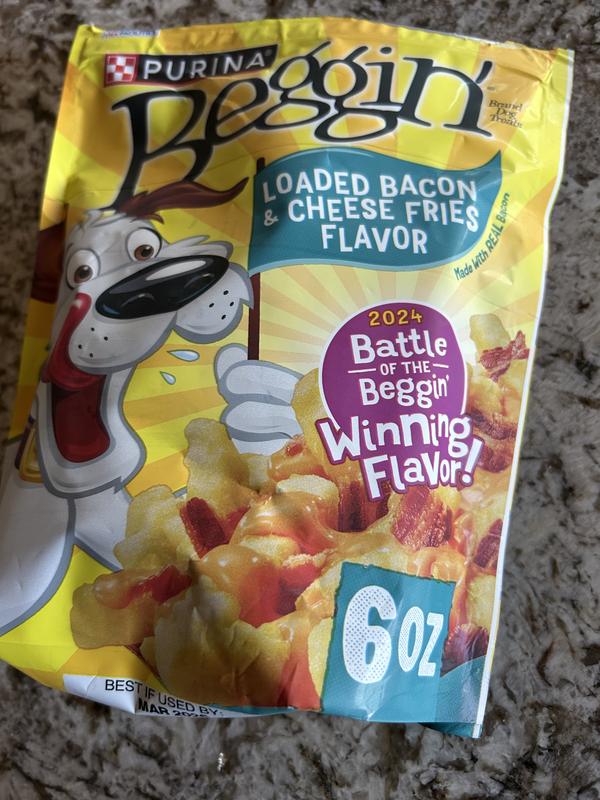 PURINA
Beggin'
Brand
Dog
Treats
LOADED BACON
& CHEESE FRIES
FLAVOR
Made With REAL Bacon
2024
Battle
OF THE
Beggin'
Winning
Flavor!
6 OZ
BEST IF USED BY:
MAR